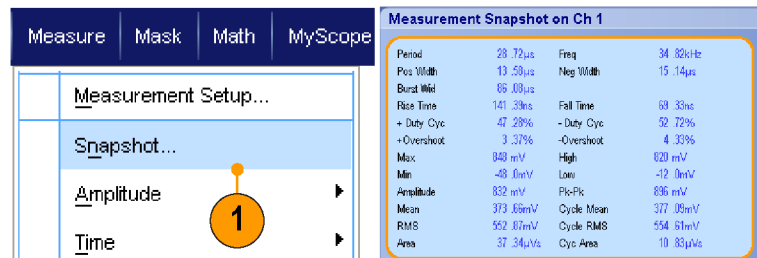 Measure Mask Math MyScope
Measurement Setup...
Snapshot...
Amplitude
1
Time
Measurement Snapshot on Ch 1
Period 28 .72µs Freq 34 .82kHz
Pos Width 13 .58µs Neg Width 15 .14µs
Burst Wid 86 .08µs
Rise Time 141 .39ns Fall Time 69 .33ns
+ Duty Cyc 47 .28% - Duty Cyc 52 .72%
+Overshoot 3 .37% -Overshoot 4 .33%
Max 848 mV High 820 mV
Min -48 .0mV Low -12 .0mV
Amplitude 832 mV Pk-Pk 896 mV
Mean 373 .66mV Cycle Mean 377 .09mV
RMS 552 .87mV Cycle RMS 554 .61mV
Area 37 .34µVs Cyc Area 10 .83µVs